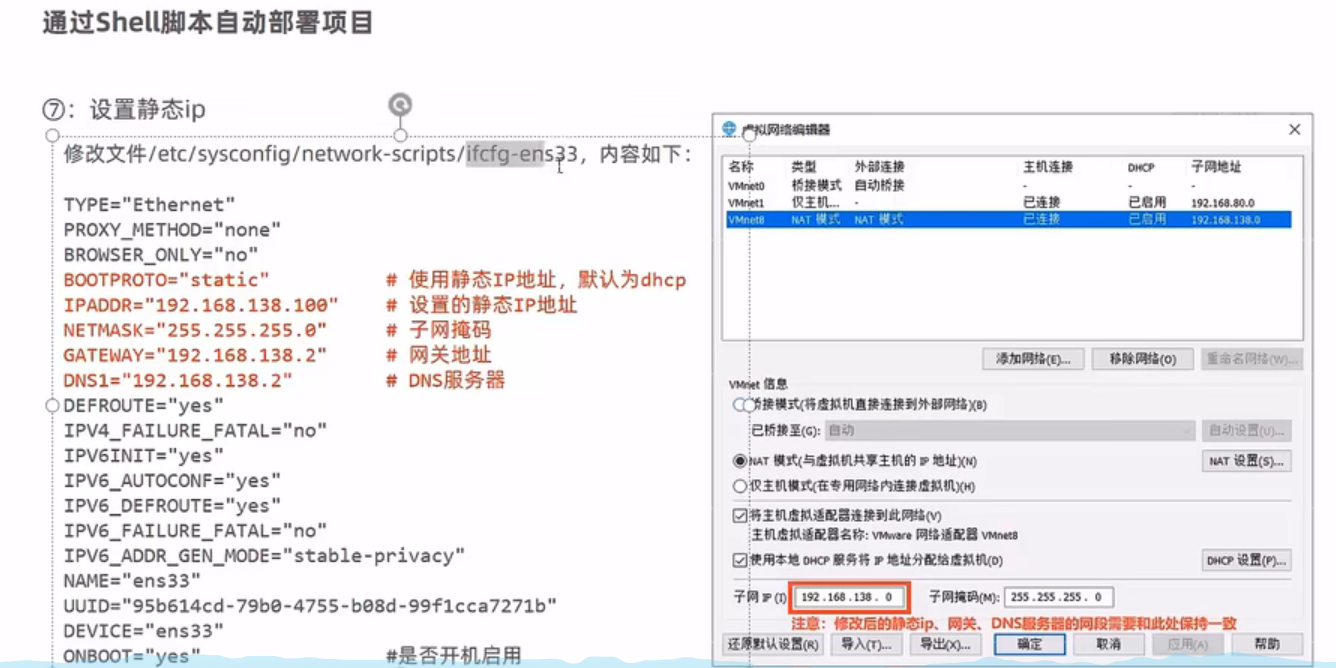 通过Shell脚本自动部署项目
⑦：设置静态ip
修改文件/etc/sysconfig/network-scripts/ifcfg-ens33，内容如下：
TYPE="Ethernet"
PROXY_METHOD="none"
BROWSER_ONLY="no"
BOOTPROTO="static" # 使用静态IP地址，默认为dhcp
IPADDR="192.168.138.100" # 设置的静态IP地址
NETMASK="255.255.255.0" # 子网掩码
GATEWAY="192.168.138.2" # 网关地址
DNS1="192.168.138.2" # DNS服务器
DEFROUTE="yes"
IPV4_FAILURE_FATAL="no"
IPV6INIT="yes"
IPV6_AUTOCONF="yes"
IPV6_DEFROUTE="yes"
IPV6_FAILURE_FATAL="no"
IPV6_ADDR_GEN_MODE="stable-privacy"
NAME="ens33"
UUID="95b614cd-79b0-4755-b08d-99f1cca7271b"
DEVICE="ens33"
ONBOOT="yes" #是否开机启用
虚拟网络编辑器
名称 类型 外部连接 主机连接 DHCP 子网地址
VMnet0 桥接模式 自动桥接 - - -
VMnet1 仅主机... - 已连接 已启用 192.168.80.0
VMnet8 NAT 模式 NAT 模式 已连接 已启用 192.168.138.0
添加网络(E)... 移除网络(O) 重命名网络(W)...
VMnet 信息
桥接模式(将虚拟机直接连接到外部网络)(B)
已桥接至(G): 自动 自动设置(U)...
NAT 模式(与虚拟机共享主机的 IP 地址)(N) NAT 设置(S)...
仅主机模式(在专用网络内连接虚拟机)(H)
将主机虚拟适配器连接到此网络(V)
主机虚拟适配器名称: VMware 网络适配器 VMnet8
使用本地 DHCP 服务将 IP 地址分配给虚拟机(D) DHCP 设置(P)...
子网 IP (I) 192.168.138. 0 子网掩码(M): 255.255.255. 0
注意：修改后的静态ip、网关、DNS服务器的网段需要和此处保持一致
还原默认设置(R) 导入(T)... 导出(X)... 确定 取消 应用(A) 帮助